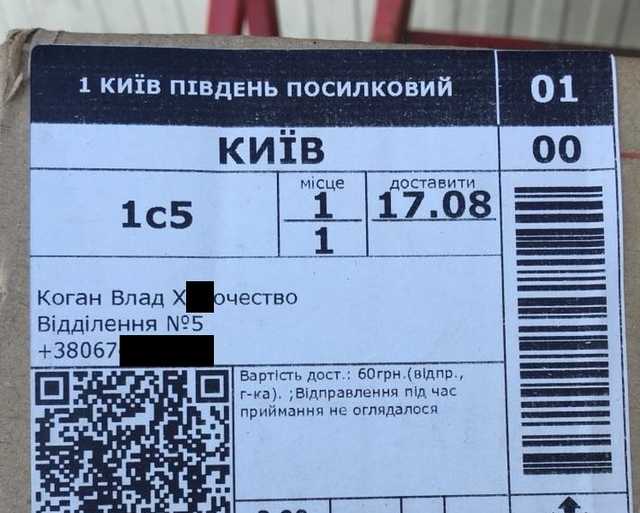 1 КИЇВ ПІВДЕНЬ ПОСИЛКОВИЙ 01
КИЇВ 00
1с5
місце
1
1
доставити
17.08
Коган Влад
Відділення №5
+38067
Вартість дост.: 60грн.(відпр.,
г-ка). ;Відправлення під час
приймання не оглядалося